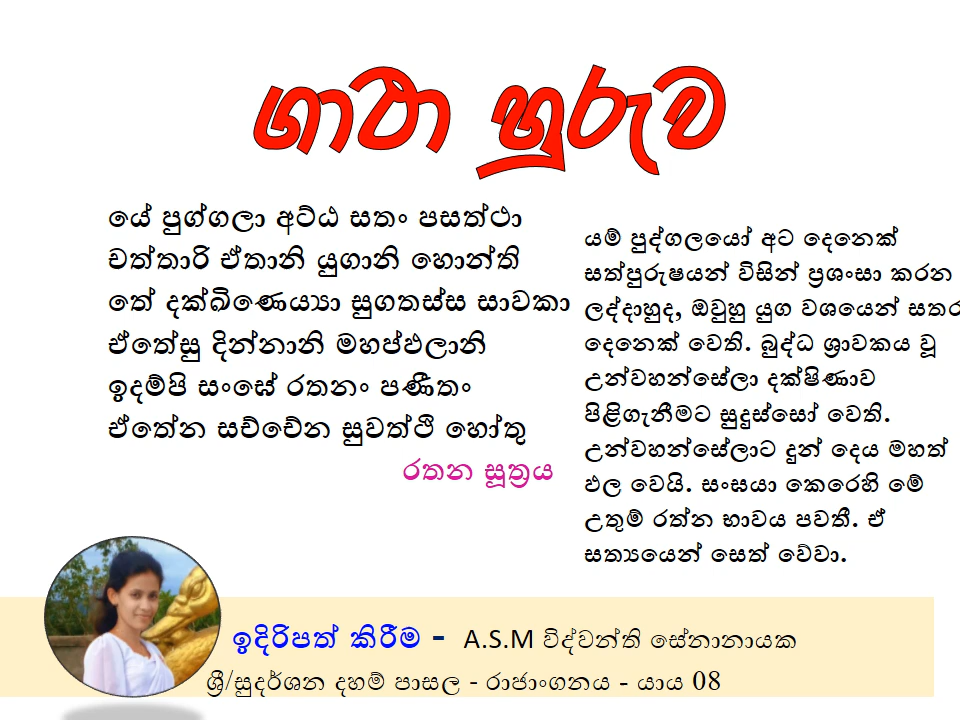 ගාථා හුරුව
යේ පුග්ගලා අට්ඨ සතං පසත්ථා
චත්තාරි ඒතානි යුගානි හොන්ති
තේ දක්ඛිණෙය්‍යා සුගතස්ස සාවකා
ඒතේසු දින්නානි මහප්ඵලානි
ඉදම්පි සංඝේ රතනං පණීතං
ඒතේන සච්චේන සුවත්ථි හෝතු
රතන සූත්‍රය
යම් පුද්ගලයෝ අට දෙනෙක්
සත්පුරුෂයන් විසින් ප්‍රශංසා කරන
ලද්දාහුද, ඔවුහු යුග වශයෙන් සතර
දෙනෙක් වෙති. බුද්ධ ශ්‍රාවකය වූ
උන්වහන්සේලා දක්ෂිණාව
පිළිගැනීමට සුදුස්සෝ වෙති.
උන්වහන්සේලාට දුන් දෙය මහත්
ඵල වෙයි. සංඝයා කෙරෙහි මේ
උතුම් රත්න භාවය පවතී. ඒ
සත්‍යයෙන් සෙත් වේවා.
ඉදිරිපත් කිරීම - A.S.M විද්වන්ති සේනානායක
ශ්‍රී/සුදර්ශන දහම් පාසල - රාජාංගනය - යාය 08